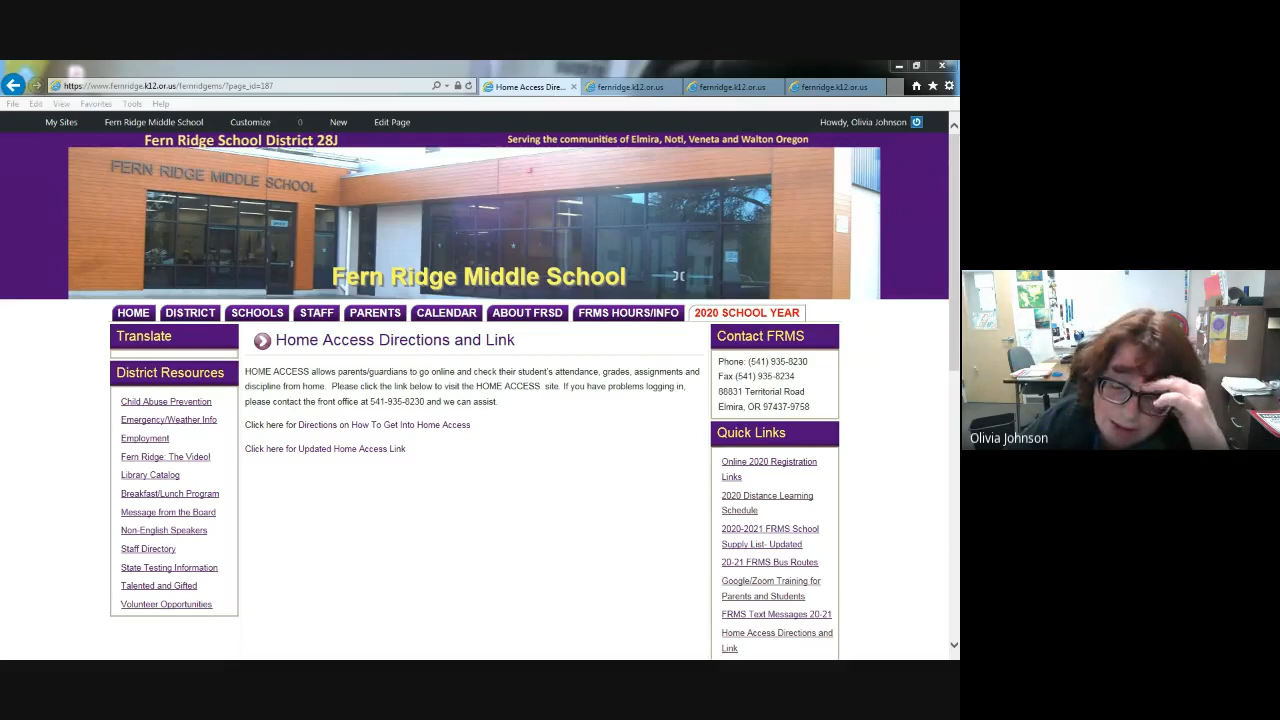 https://www.fernridge.k12.or.us/fernridgems/?page_id=187
Home Access Dire...
fernridge.k12.or.us
fernridge.k12.or.us
fernridge.k12.or.us
File Edit View Favorites Tools Help
My Sites Fern Ridge Middle School Customize 0 New Edit Page Howdy, Olivia Johnson
Fern Ridge School District 28J Serving the communities of Elmira, Noti, Veneta and Walton Oregon
FERN RIDGE MIDDLE SCHOOL
Fern Ridge Middle School
HOME DISTRICT SCHOOLS STAFF PARENTS CALENDAR ABOUT FRSD FRMS HOURS/INFO 2020 SCHOOL YEAR
Translate
District Resources
Child Abuse Prevention
Emergency/Weather Info
Employment
Fern Ridge: The Video!
Library Catalog
Breakfast/Lunch Program
Message from the Board
Non-English Speakers
Staff Directory
State Testing Information
Talented and Gifted
Volunteer Opportunities
Home Access Directions and Link
HOME ACCESS allows parents/guardians to go online and check their student's attendance, grades, assignments and
discipline from home. Please click the link below to visit the HOME ACCESS site. If you have problems logging in,
please contact the front office at 541-935-8230 and we can assist.
Click here for Directions on How To Get Into Home Access
Click here for Updated Home Access Link
Contact FRMS
Phone: (541) 935-8230
Fax (541) 935-8234
88831 Territorial Road
Elmira, OR 97437-9758
Quick Links
Online 2020 Registration
Links
2020 Distance Learning
Schedule
2020-2021 FRMS School
Supply List- Updated
20-21 FRMS Bus Routes
Google/Zoom Training for
Parents and Students
FRMS Text Messages 20-21
Home Access Directions and
Link
Olivia Johnson